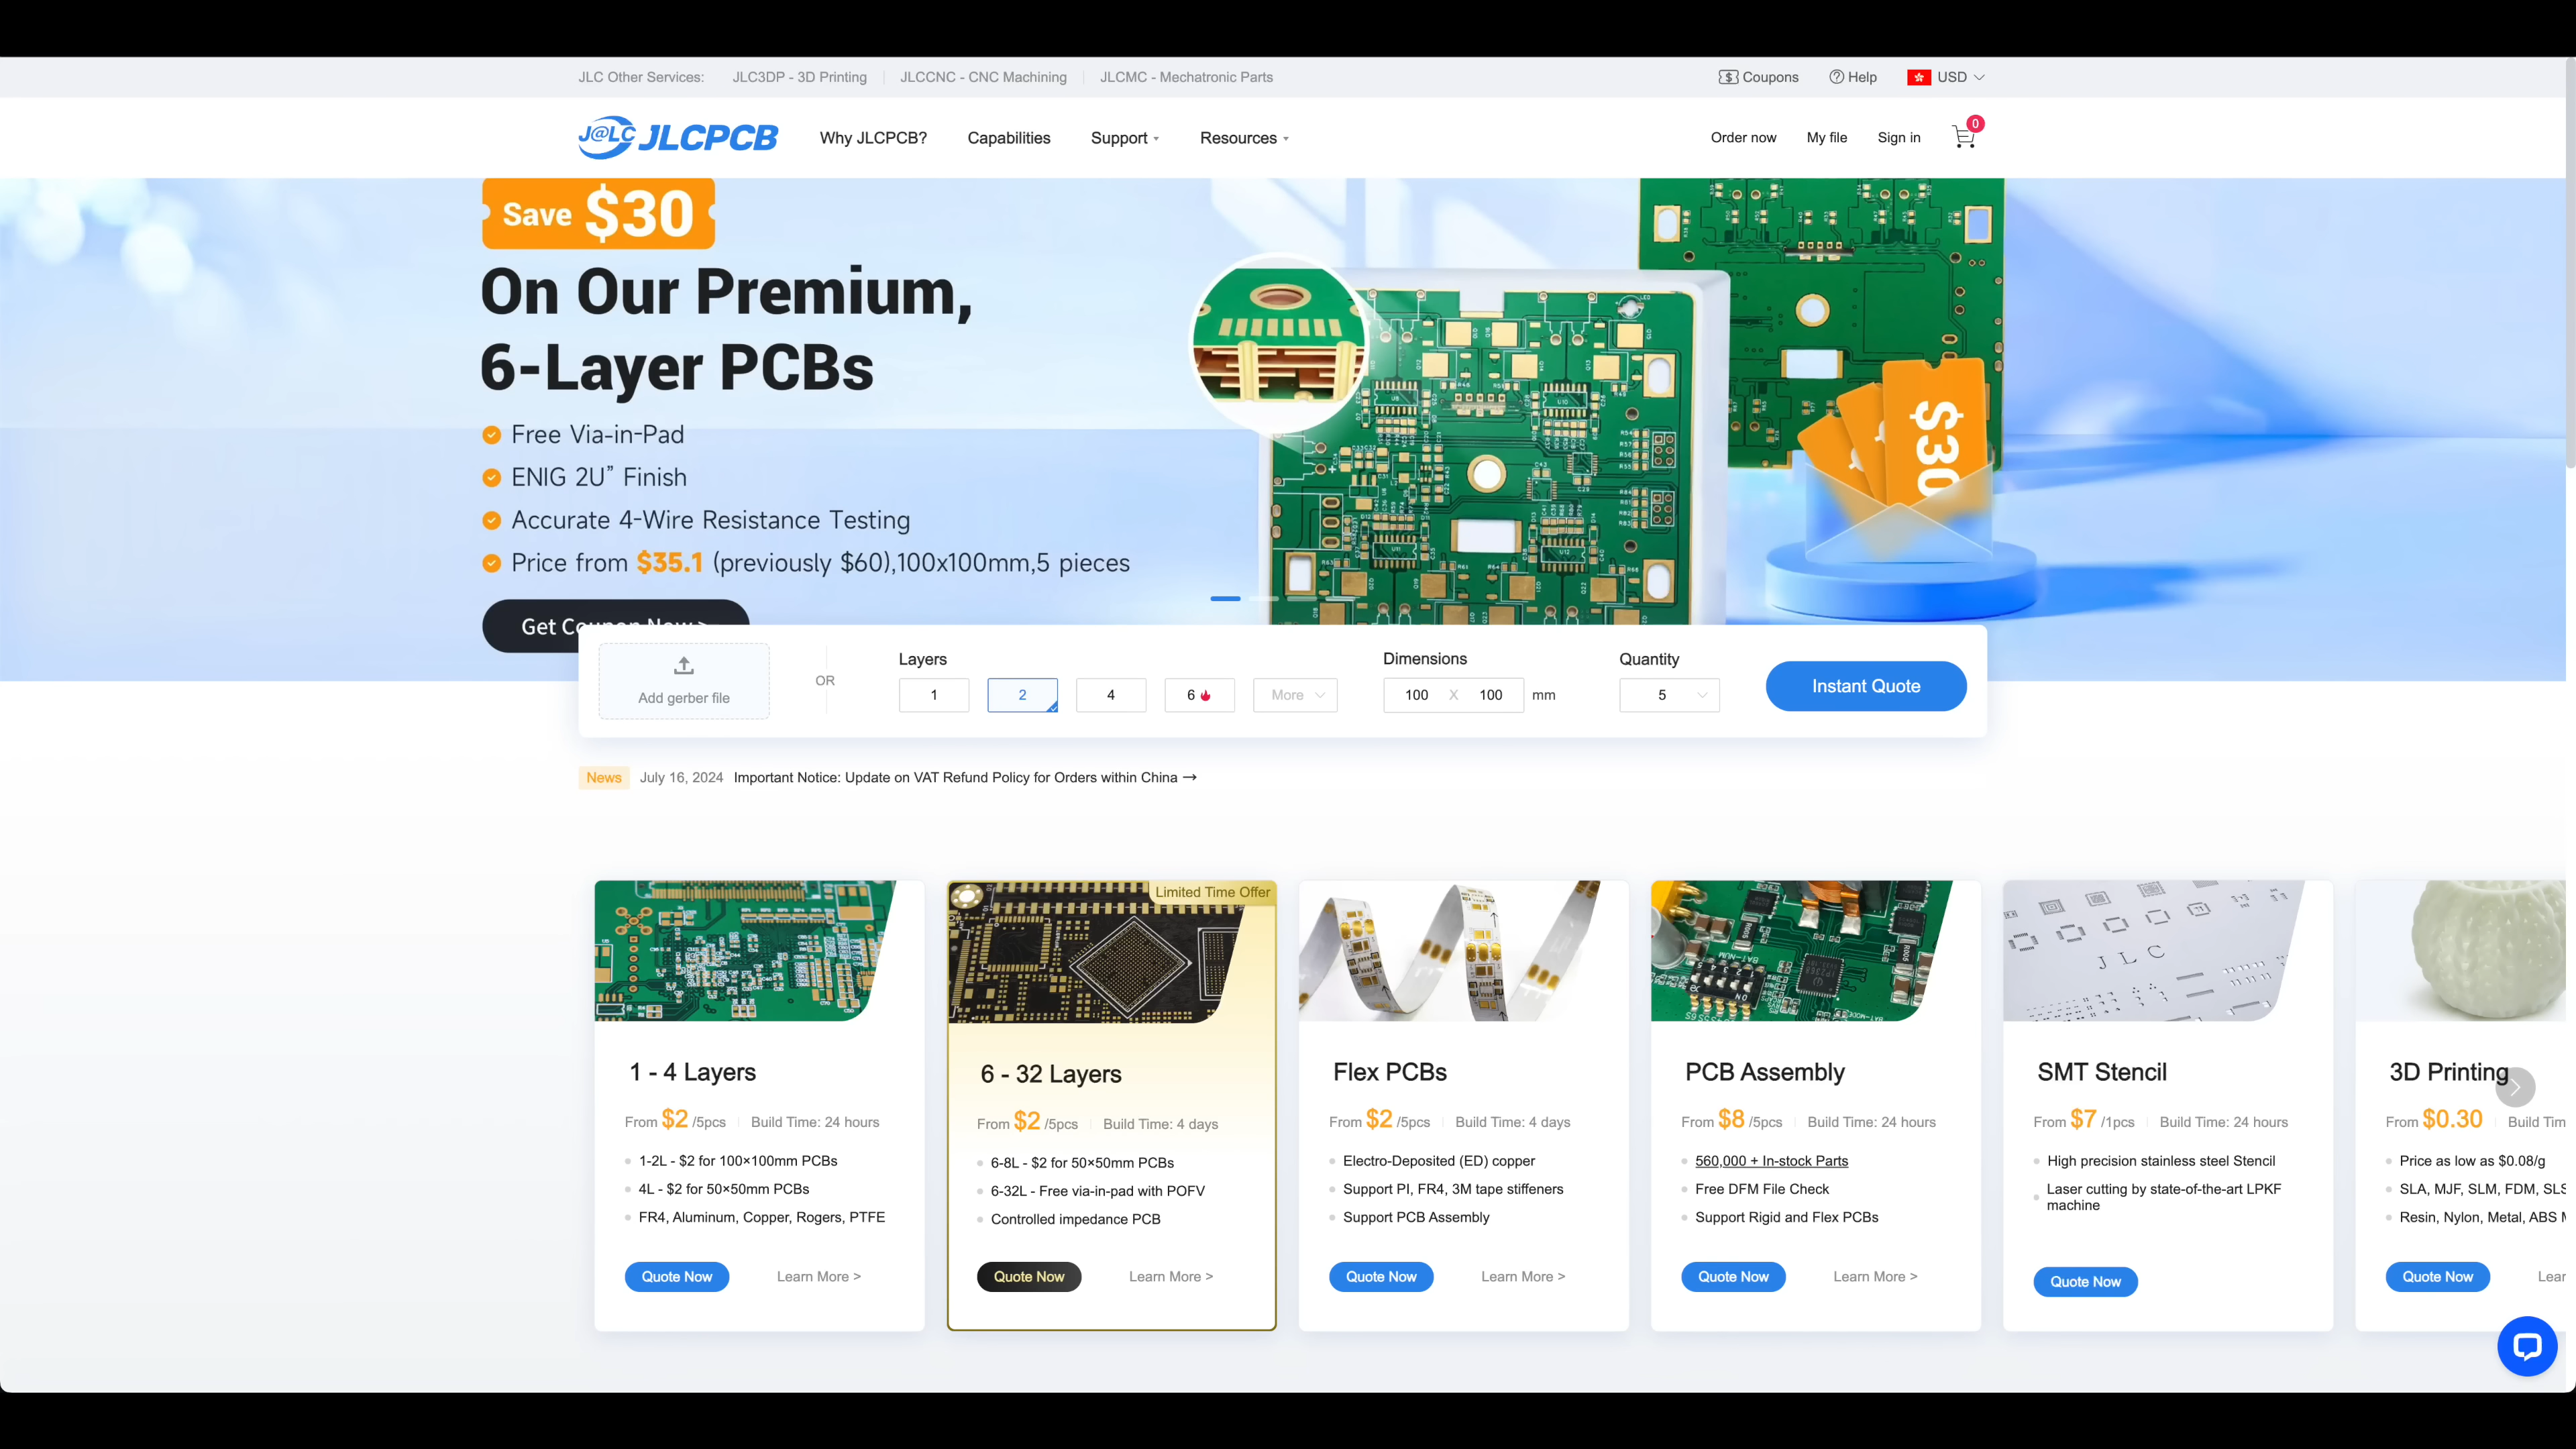 JLC Other Services: JLC3DP - 3D Printing JLCCNC - CNC Machining JLCMC - Mechatronic Parts Coupons Help USD
J@LC JLCPCB Why JLCPCB? Capabilities Support Resources Order now My file Sign in 0
Save $30
On Our Premium,
6-Layer PCBs
Free Via-in-Pad
ENIG 2U” Finish
Accurate 4-Wire Resistance Testing
Price from $35.1 (previously $60),100x100mm,5 pieces
$30
Get Coupon Now >
Add gerber file
OR
Layers
1 2 4 6 More
Dimensions
100 X 100 mm
Quantity
5
Instant Quote
News July 16, 2024 Important Notice: Update on VAT Refund Policy for Orders within China →
1 - 4 Layers
From $2 /5pcs Build Time: 24 hours
1-2L - $2 for 100×100mm PCBs
4L - $2 for 50×50mm PCBs
FR4, Aluminum, Copper, Rogers, PTFE
Quote Now Learn More >
Limited Time Offer
6 - 32 Layers
From $2 /5pcs Build Time: 4 days
6-8L - $2 for 50×50mm PCBs
6-32L - Free via-in-pad with POFV
Controlled impedance PCB
Quote Now Learn More >
Flex PCBs
From $2 /5pcs Build Time: 4 days
Electro-Deposited (ED) copper
Support PI, FR4, 3M tape stiffeners
Support PCB Assembly
Quote Now Learn More >
PCB Assembly
From $8 /5pcs Build Time: 24 hours
560,000 + In-stock Parts
Free DFM File Check
Support Rigid and Flex PCBs
Quote Now Learn More >
J L C
SMT Stencil
From $7 /1pcs Build Time: 24 hours
High precision stainless steel Stencil
Laser cutting by state-of-the-art LPKF
machine
Quote Now
3D Printing
From $0.30 Build Tim
Price as low as $0.08/g
SLA, MJF, SLM, FDM, SLS
Resin, Nylon, Metal, ABS M
Quote Now Lear